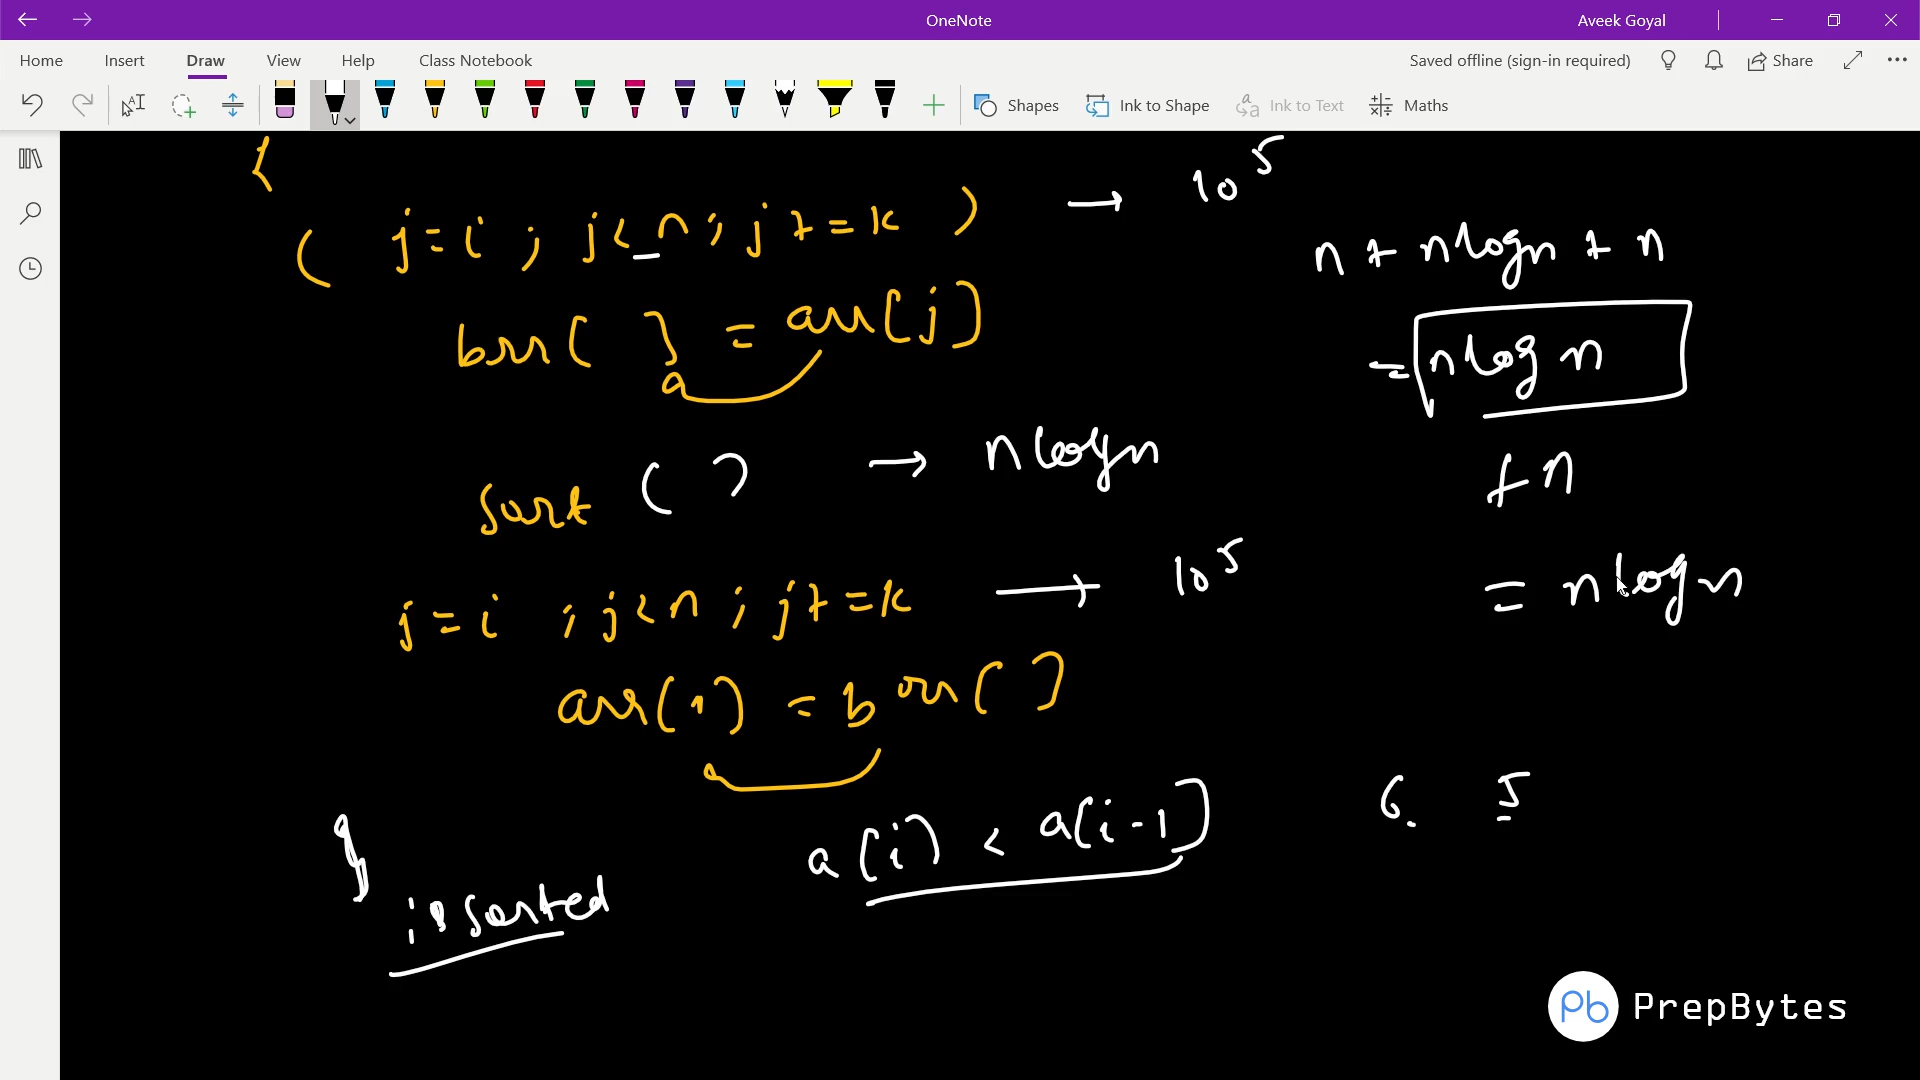 OneNote
Aveek Goyal
Home Insert Draw View Help Class Notebook
Saved offline (sign-in required) Share
Shapes Ink to Shape Ink to Text Maths
{
( j=i ; j<n; j+=k ) → 10^5
n + nlogn + n
brr[ ] = arr[j]
= nlog n
sort ( ) → nlogn
+ n
j=i ; j<n ; j+=k → 10^5
= nlogn
arr[ ] = brr[ ]
a[i] < a[i-1]
6 5
}
is sorted
Pb PrepBytes